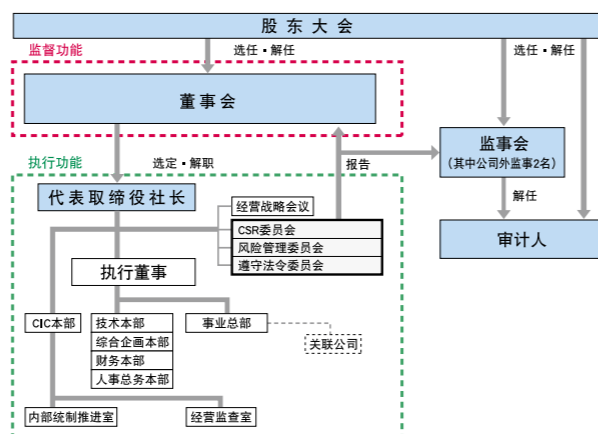 股东大会
监督功能
选任·解任
选任·解任
董事会
监事会
（其中公司外监事2名）
执行功能
选定·解职
报告
解任
代表取缔役社长
经营战略会议
CSR委员会
风险管理委员会
遵守法令委员会
审计人
执行董事
CIC本部
技术本部
综合企画本部
财务本部
人事总务本部
事业总部
关联公司
内部统制推进室
经营监查室